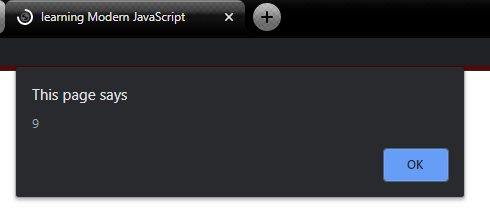 learning Modern JavaScript
This page says
9
OK